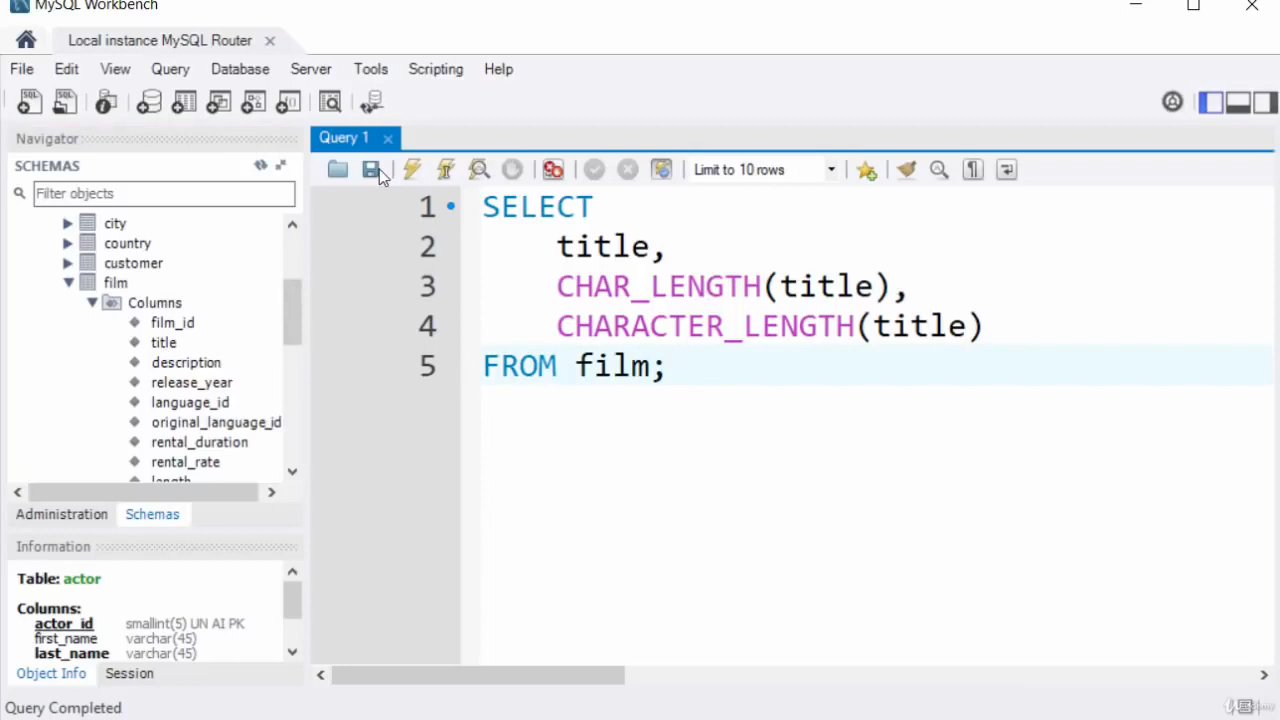 MySQL Workbench
Local instance MySQL Router
File Edit View Query Database Server Tools Scripting Help
Navigator
Query 1
SCHEMAS
Limit to 10 rows
Filter objects
city
country
customer
film
Columns
film_id
title
description
release_year
language_id
original_language_id
rental_duration
rental_rate
length
1 SELECT
2 title,
3 CHAR_LENGTH(title),
4 CHARACTER_LENGTH(title)
5 FROM film;
Administration Schemas
Information
Table: actor
Columns:
actor_id smallint(5) UN AI PK
first_name varchar(45)
last_name varchar(45)
Object Info Session
Query Completed